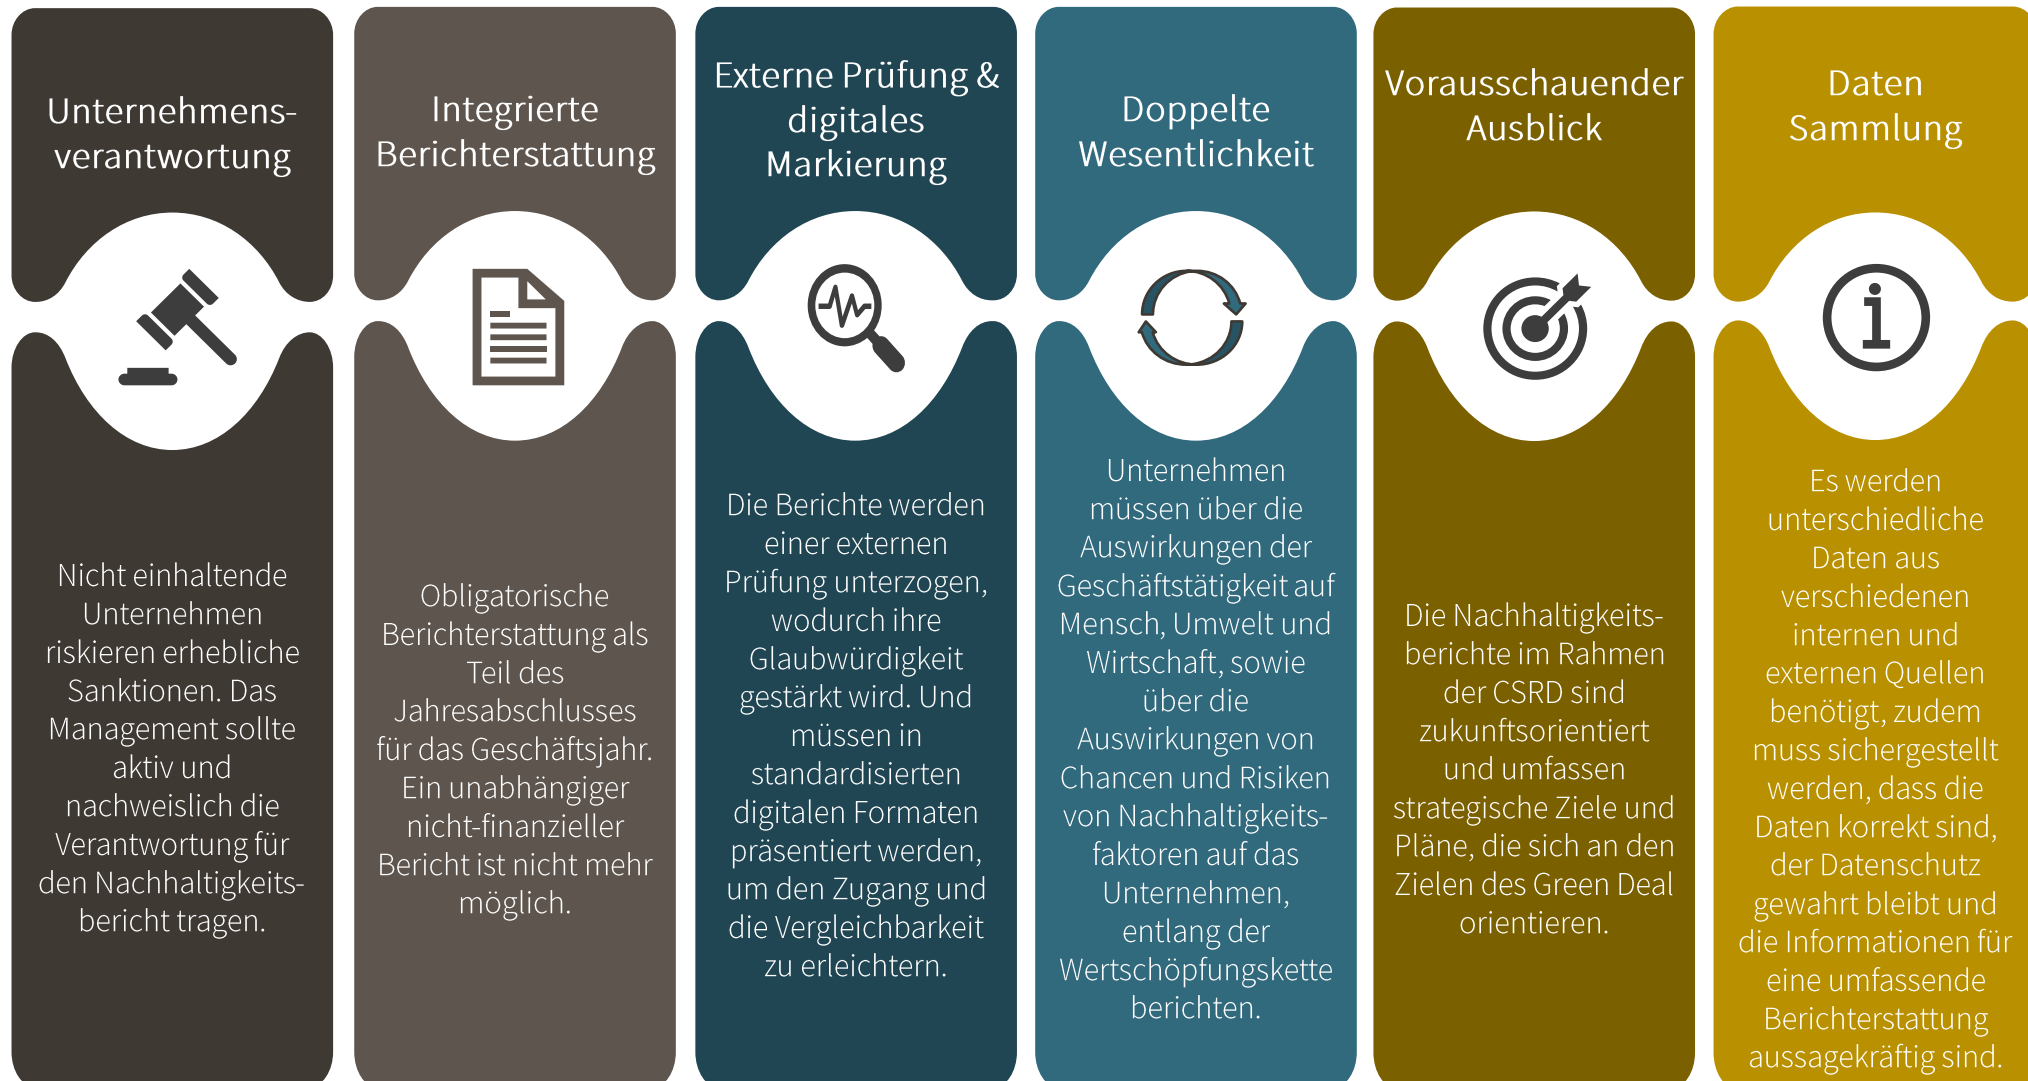 Unternehmens-
verantwortung
Nicht einhaltende
Unternehmen
riskieren erhebliche
Sanktionen. Das
Management sollte
aktiv und
nachweislich die
Verantwortung für
den Nachhaltigkeits-
bericht tragen.
Integrierte
Berichterstattung
Obligatorische
Berichterstattung als
Teil des
Jahresabschlusses
für das Geschäftsjahr.
Ein unabhängiger
nicht-finanzieller
Bericht ist nicht mehr
möglich.
Externe Prüfung &
digitales
Markierung
Die Berichte werden
einer externen
Prüfung unterzogen,
wodurch ihre
Glaubwürdigkeit
gestärkt wird. Und
müssen in
standardisierten
digitalen Formaten
präsentiert werden,
um den Zugang und
die Vergleichbarkeit
zu erleichtern.
Doppelte
Wesentlichkeit
Unternehmen
müssen über die
Auswirkungen der
Geschäftstätigkeit auf
Mensch, Umwelt und
Wirtschaft, sowie
über die
Auswirkungen von
Chancen und Risiken
von Nachhaltigkeits-
faktoren auf das
Unternehmen,
entlang der
Wertschöpfungskette
berichten.
Vorausschauender
Ausblick
Die Nachhaltigkeits-
berichte im Rahmen
der CSRD sind
zukunftsorientiert
und umfassen
strategische Ziele und
Pläne, die sich an den
Zielen des Green Deal
orientieren.
Daten
Sammlung
Es werden
unterschiedliche
Daten aus
verschiedenen
internen und
externen Quellen
benötigt, zudem
muss sichergestellt
werden, dass die
Daten korrekt sind,
der Datenschutz
gewahrt bleibt und
die Informationen für
eine umfassende
Berichterstattung
aussagekräftig sind.